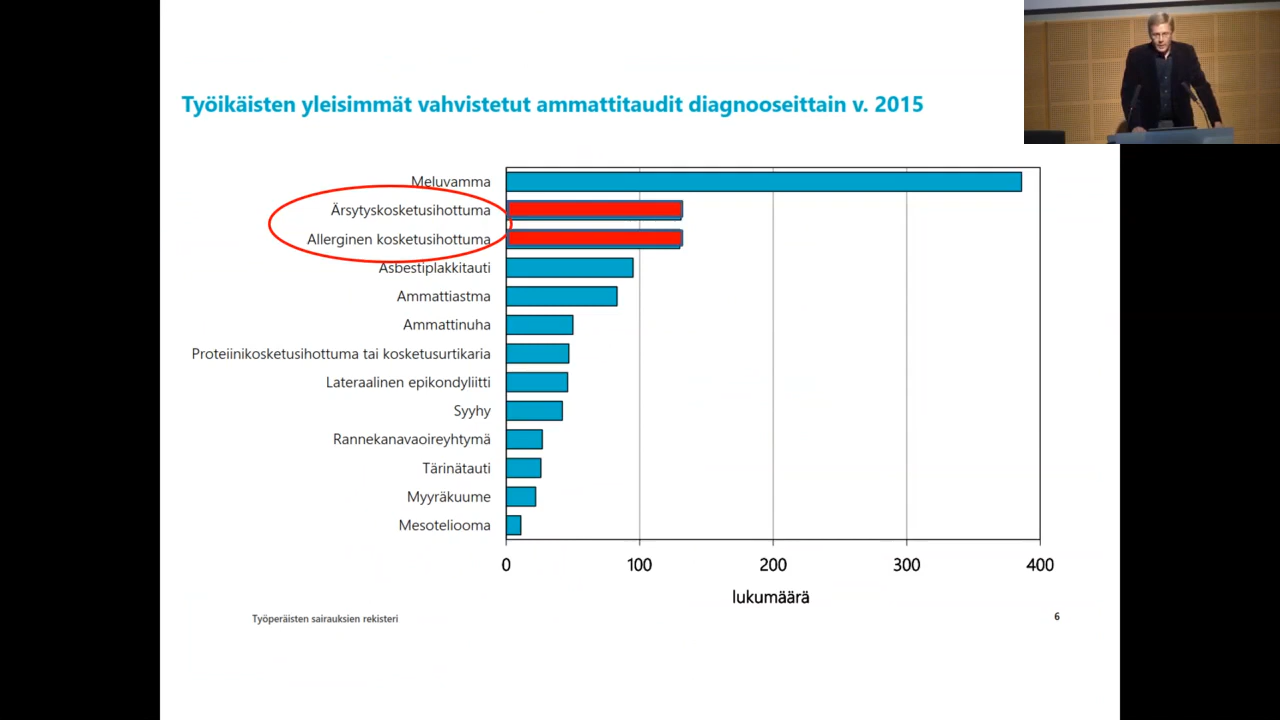 Työikäisten yleisimmät vahvistetut ammattitaudit diagnooseittain v. 2015
Meluvamma
Ärsytyskosketusihottuma
Allerginen kosketusihottuma
Asbestiplakkitauti
Ammattiastma
Ammattinuha
Proteiinikosketusihottuma tai kosketusurtikaria
Lateraalinen epikondyliitti
Syyhy
Rannekanavaoireyhtymä
Tärinätauti
Myyräkuume
Mesoteliooma
0 100 200 300 400
lukumäärä
Työperäisten sairauksien rekisteri
6